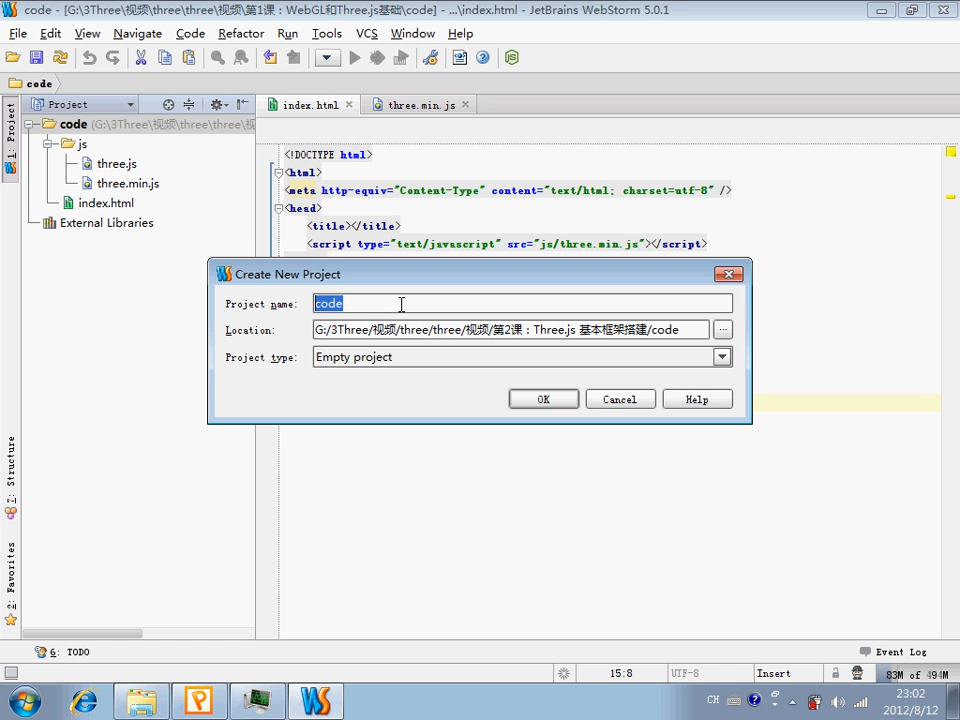 code - [G:\3Three\视频\three\three\视频\第1课：WebGL和Three.js基础\code] - ...\index.html - JetBrains WebStorm 5.0.1
File Edit View Navigate Code Refactor Run Tools VCS Window Help
code
1: Project
Project
index.html
three.min.js
code (G:\3Three\视频\three\three\视
js
three.js
three.min.js
index.html
External Libraries
<!DOCTYPE html>
<html>
<meta http-equiv="Content-Type" content="text/html; charset=utf-8" />
<head>
<title></title>
<script type="text/javascript" src="js/three.min.js"></script>
Create New Project
Project name: code
Location: G:/3Three/视频/three/three/视频/第2课：Three.js 基本框架搭建/code ...
Project type: Empty project
OK Cancel Help
7: Structure
2: Favorites
6: TODO
Event Log
15:8 UTF-8 Insert 83M of 494M
CH
23:02
2012/8/12